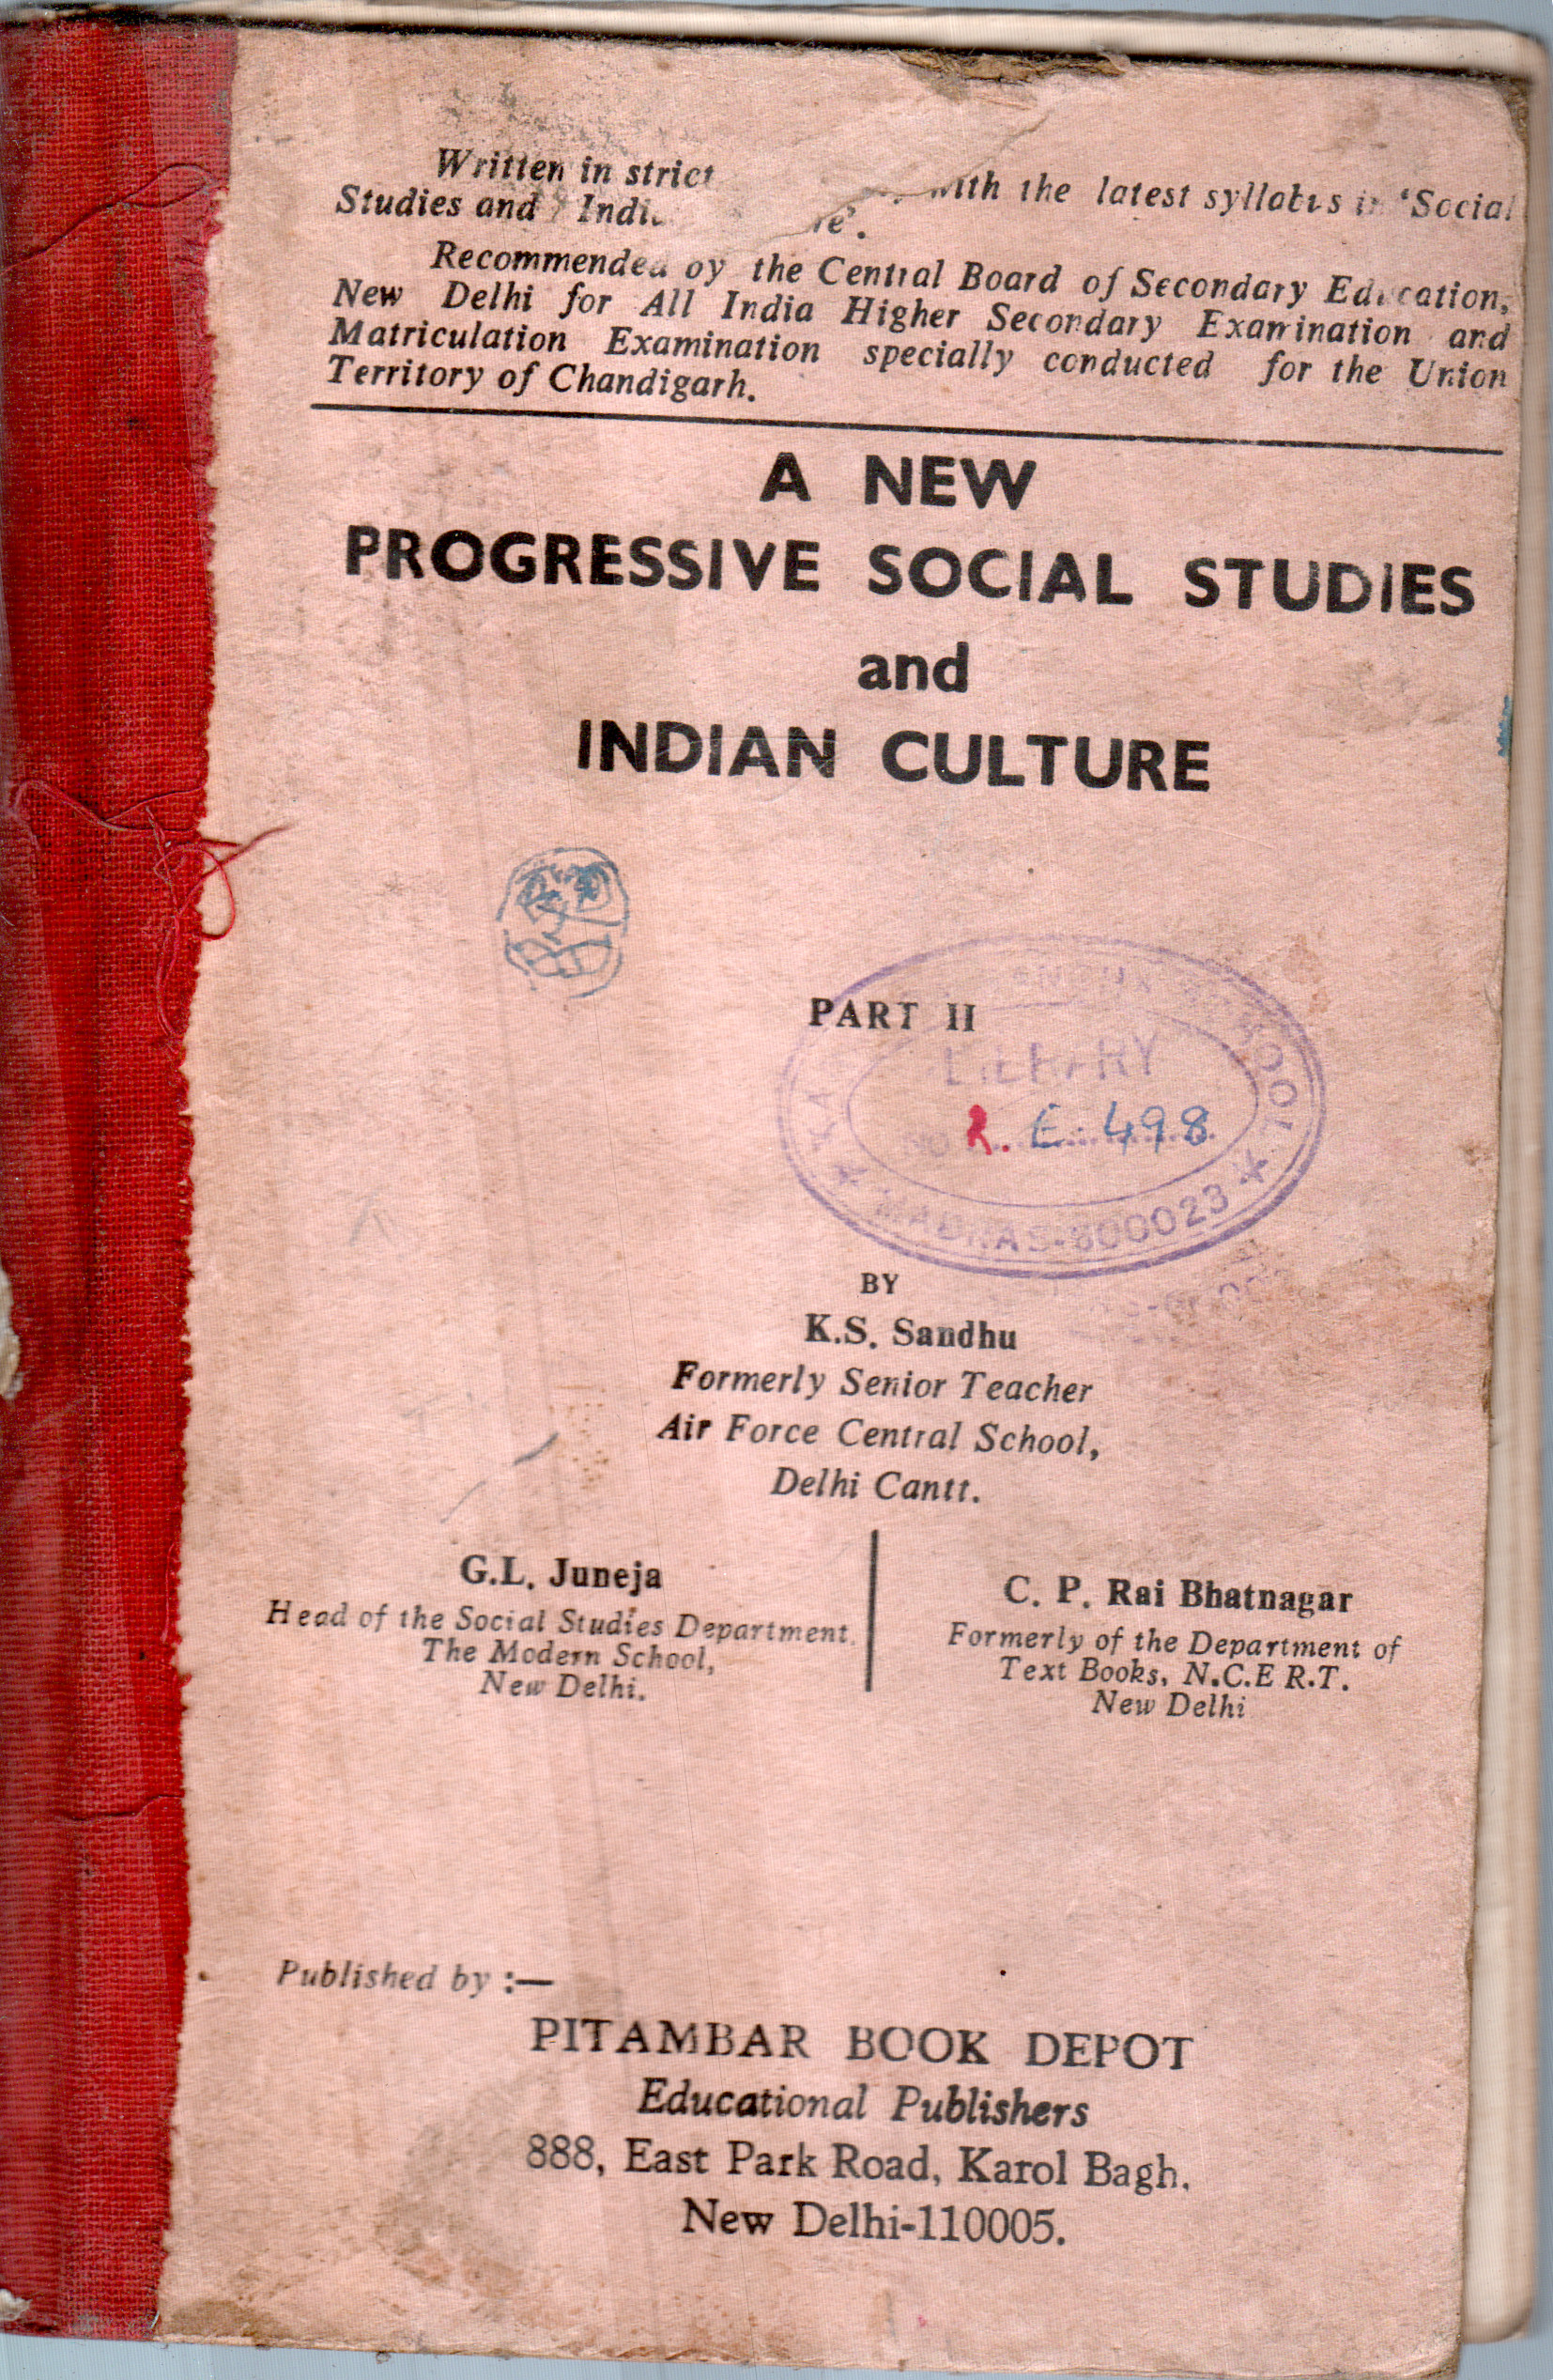 Written in strict with the latest syllabus in 'Social
Studies and Indi
Recommended by the Central Board of Secondary Education,
New Delhi for All India Higher Secondary Examination and
Matriculation Examination specially conducted for the Union
Territory of Chandigarh.
A NEW
PROGRESSIVE SOCIAL STUDIES
and
INDIAN CULTURE
PART II
LIBRARY
NO R. E 498
★ MADRAS-600023 ★
BY
K.S. Sandhu
Formerly Senior Teacher
Air Force Central School,
Delhi Cantt.
G.L. Juneja
Head of the Social Studies Department,
The Modern School,
New Delhi.
C. P. Rai Bhatnagar
Formerly of the Department of
Text Books, N.C.E R.T.
New Delhi
Published by :—
PITAMBAR BOOK DEPOT
Educational Publishers
888, East Park Road, Karol Bagh,
New Delhi-110005.